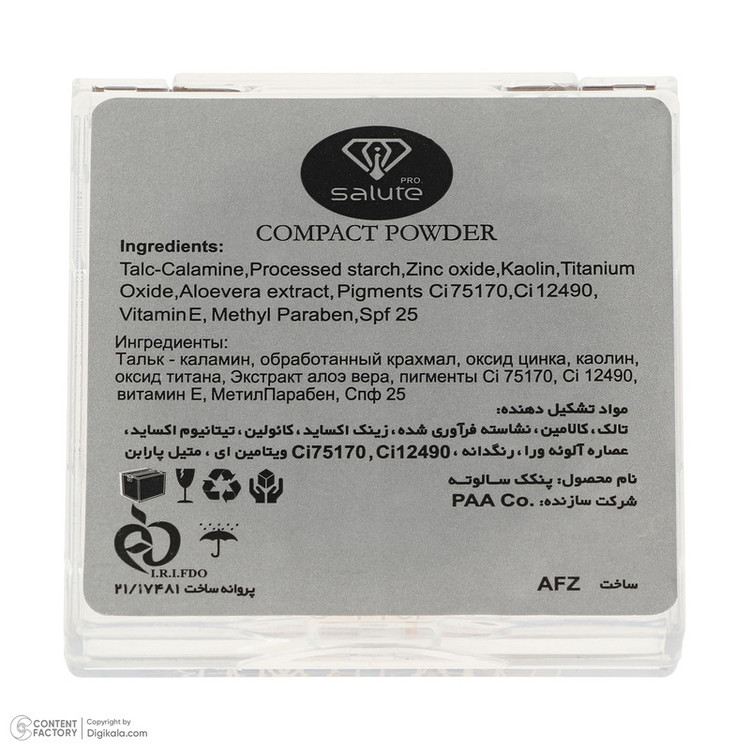 PRO.
salute
COMPACT POWDER
Ingredients:
Talc-Calamine,Processed starch,Zinc oxide,Kaolin,Titanium
Oxide,Aloevera extract,Pigments Ci75170,Ci12490,
VitaminE, Methyl Paraben,Spf 25
Ингредиенты:
Тальк - каламин, обработанный крахмал, оксид цинка, каолин,
оксид титана, Экстракт алоэ вера, пигменты Ci 75170, Ci 12490,
витамин Е, МетилПарабен, Спф 25
مواد تشکیل دهنده:
تالک، کالامین، نشاسته فرآوری شده، زینک اکساید، کائولین، تیتانیوم اکساید،
عصاره آلوئه ورا، رنگدانه ، Ci75170 , Ci12490 ویتامین ای ، متیل پارابن
نام محصول: پنکک سالوته
شرکت سازنده: PAA Co.
I.R.I.FDO
پروانه ساخت ۲۱/۱۷۴۸۱
ساخت AFZ
CONTENT FACTORY
Copyright by
Digikala.com